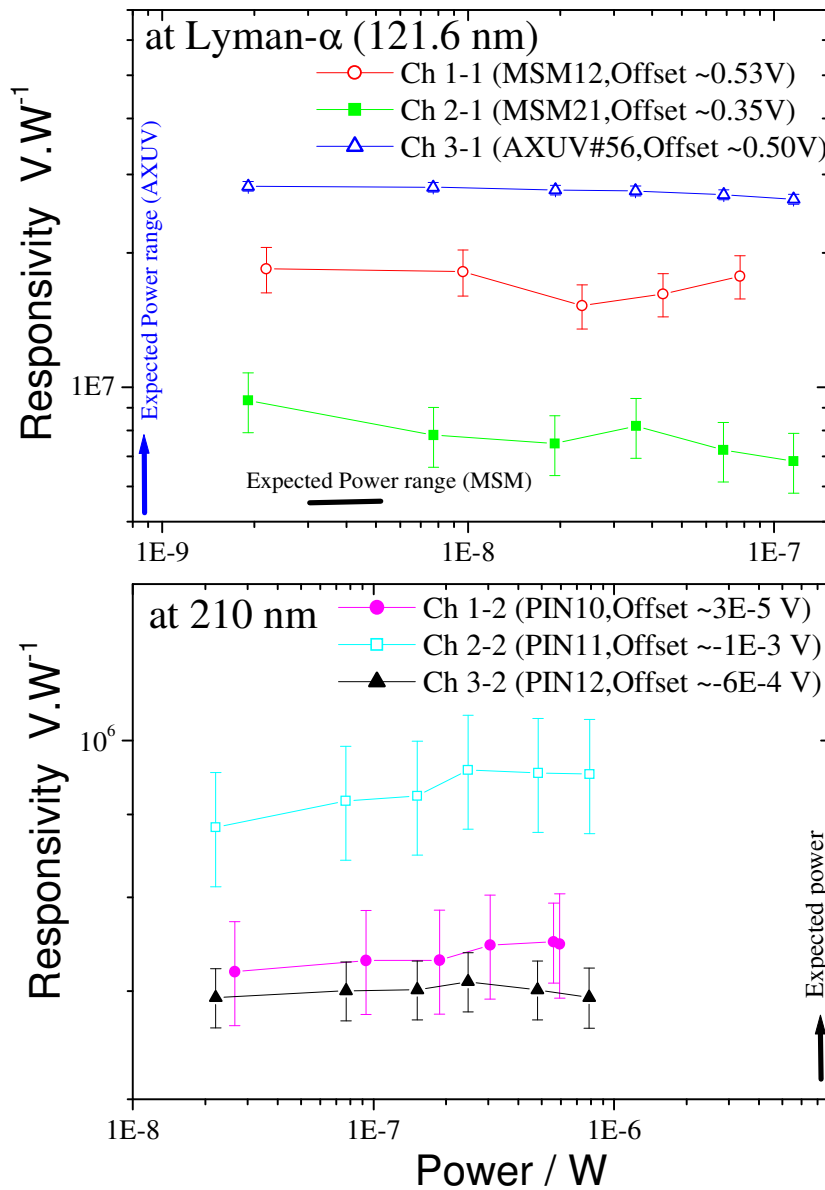 at Lyman-α (121.6 nm)
Ch 1-1 (MSM12,Offset ~0.53V)
Ch 2-1 (MSM21,Offset ~0.35V)
Ch 3-1 (AXUV#56,Offset ~0.50V)
Responsivity V.W-1
Expected Power range (AXUV)
1E7
Expected Power range (MSM)
1E-9
1E-8
1E-7
at 210 nm
Ch 1-2 (PIN10,Offset ~3E-5 V)
Ch 2-2 (PIN11,Offset ~-1E-3 V)
Ch 3-2 (PIN12,Offset ~-6E-4 V)
Responsivity V.W-1
10^6
Expected power
1E-8
1E-7
1E-6
Power / W